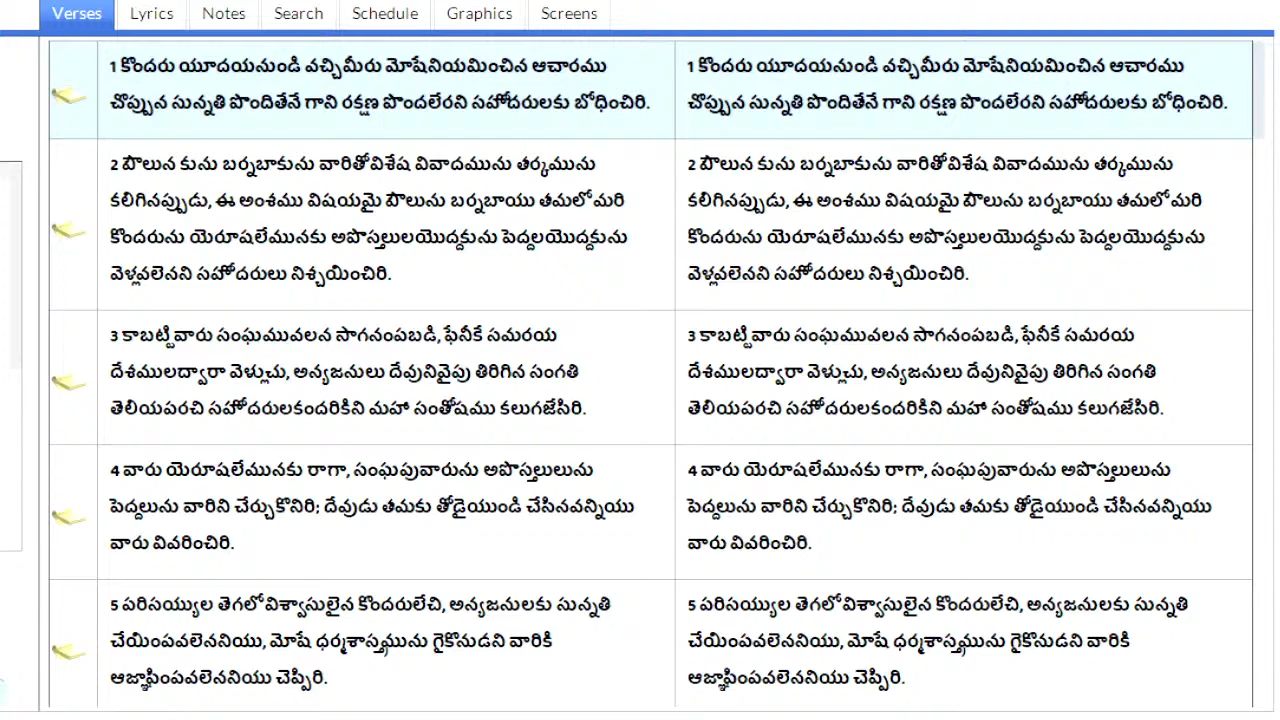 Verses Lyrics Notes Search Schedule Graphics Screens
1 కొందరు యూదయనుండి వచ్చిమీరు మోషేనియమించిన ఆచారము
చొప్పున సున్నతి పొందితేనే గాని రక్షణ పొందలేరని సహోదరులకు బోధించిరి.
1 కొందరు యూదయనుండి వచ్చిమీరు మోషేనియమించిన ఆచారము
చొప్పున సున్నతి పొందితేనే గాని రక్షణ పొందలేరని సహోదరులకు బోధించిరి.
2 పౌలున కును బర్నబాకును వారితోవిశేష వివాదమును తర్కమును
కలిగినప్పుడు, ఈ అంశము విషయమై పౌలును బర్నబాయు తమలో మరి
కొందరును యెరూషలేమునకు అపొస్తలులయొద్దకును పెద్దలయొద్దకును
వెళ్లవలెనని సహోదరులు నిశ్చయించిరి.
2 పౌలున కును బర్నబాకును వారితోవిశేష వివాదమును తర్కమును
కలిగినప్పుడు, ఈ అంశము విషయమై పౌలును బర్నబాయు తమలో మరి
కొందరును యెరూషలేమునకు అపొస్తలులయొద్దకును పెద్దలయొద్దకును
వెళ్లవలెనని సహోదరులు నిశ్చయించిరి.
3 కాబట్టి వారు సంఘమువలన సాగనంపబడి, ఫేనీకే సమరయ
దేశములద్వారా వెళ్లుచు, అన్యజనులు దేవునివైపు తిరిగిన సంగతి
తెలియపరచి సహోదరులకందరికిని మహా సంతోషము కలుగజేసిరి.
3 కాబట్టి వారు సంఘమువలన సాగనంపబడి, ఫేనీకే సమరయ
దేశములద్వారా వెళ్లుచు, అన్యజనులు దేవునివైపు తిరిగిన సంగతి
తెలియపరచి సహోదరులకందరికిని మహా సంతోషము కలుగజేసిరి.
4 వారు యెరూషలేమునకు రాగా, సంఘపువారును అపొస్తలులును
పెద్దలును వారిని చేర్చుకొనిరి; దేవుడు తమకు తోడైయుండి చేసినవన్నియు
వారు వివరించిరి.
4 వారు యెరూషలేమునకు రాగా, సంఘపువారును అపొస్తలులును
పెద్దలును వారిని చేర్చుకొనిరి; దేవుడు తమకు తోడైయుండి చేసినవన్నియు
వారు వివరించిరి.
5 పరిసయ్యుల తెగలో విశ్వాసులైన కొందరులేచి, అన్యజనులకు సున్నతి
చేయింపవలెననియు, మోషే ధర్మశాస్త్రమును గైకొనుడని వారికి
ఆజ్ఞాపింపవలెననియు చెప్పిరి.
5 పరిసయ్యుల తెగలో విశ్వాసులైన కొందరులేచి, అన్యజనులకు సున్నతి
చేయింపవలెననియు, మోషే ధర్మశాస్త్రమును గైకొనుడని వారికి
ఆజ్ఞాపింపవలెననియు చెప్పిరి.